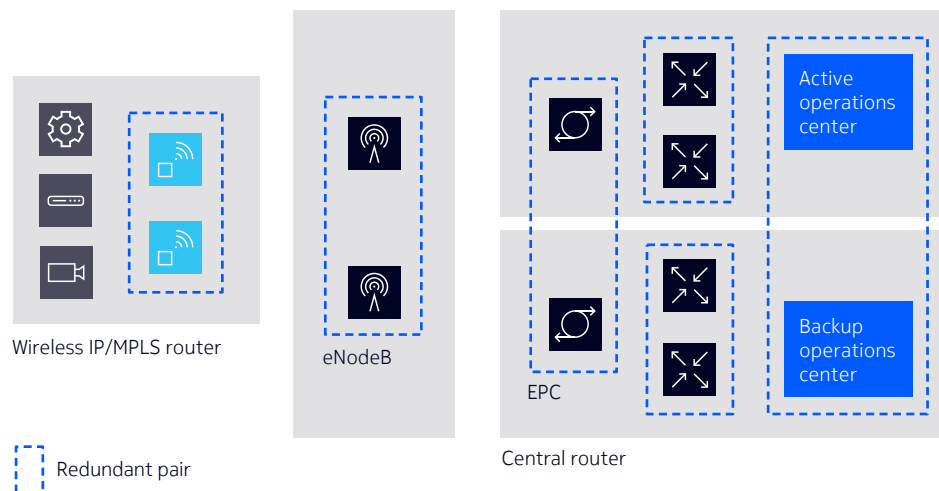 Active
operations
center
Backup
operations
center
Wireless IP/MPLS router
eNodeB
EPC
Central router
Redundant pair